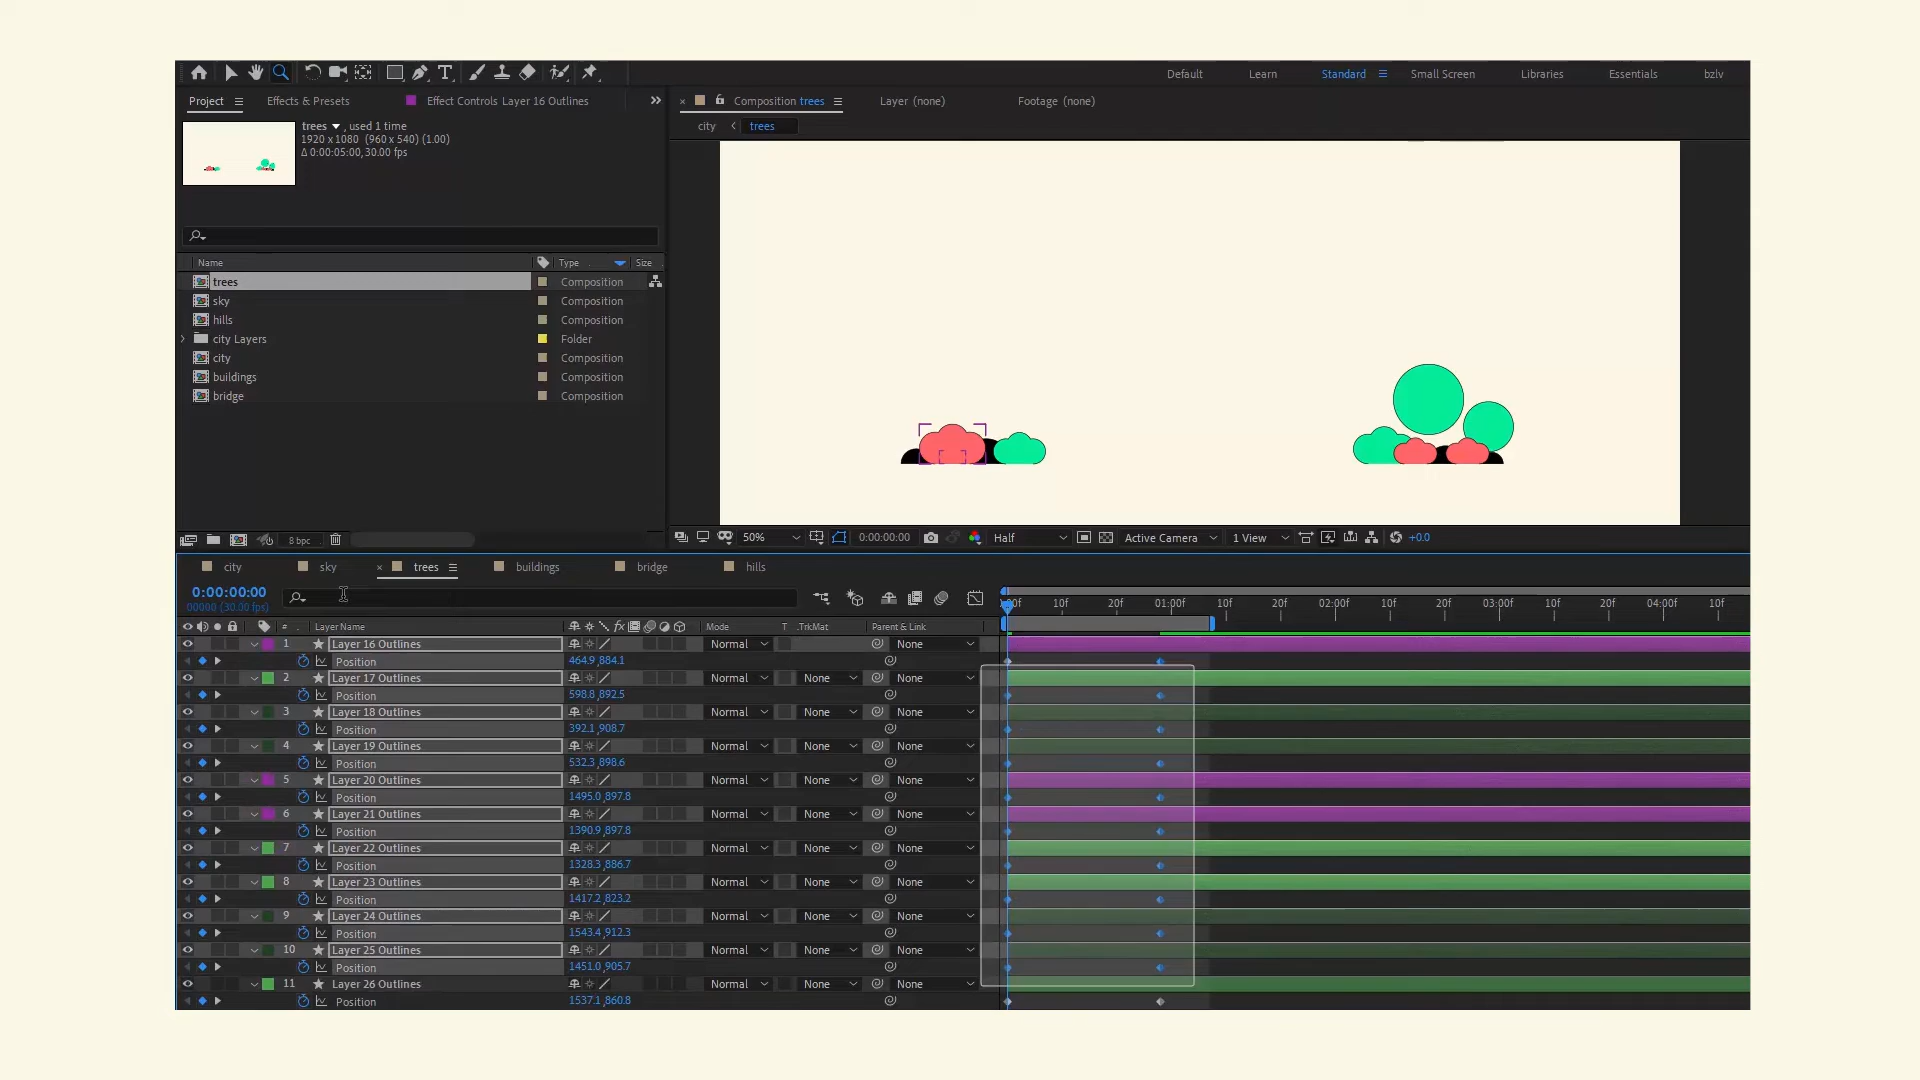 Default Learn Standard Small Screen Libraries Essentials bzlv
Project Effects & Presets Effect Controls Layer 16 Outlines
Composition trees Layer (none) Footage (none)
city trees
trees , used 1 time
1920 x 1080 (960 x 540) (1.00)
Δ 0:00:05:00, 30.00 fps
Name Type Size
trees Composition
sky Composition
hills Composition
city Layers Folder
city Composition
buildings Composition
bridge Composition
8 bpc
50% 0:00:00:00 Half Active Camera 1 View +0.0
city sky trees buildings bridge hills
0:00:00:00
00000 (30.00 fps)
:00f 10f 20f 01:00f 10f 20f 02:00f 10f 20f 03:00f 10f 20f 04:00f 10f
# Layer Name Mode T .TrkMat Parent & Link
1 Layer 16 Outlines Normal None
Position 464.9,884.1
2 Layer 17 Outlines Normal None None
Position 598.8,892.5
3 Layer 18 Outlines Normal None None
Position 392.1,908.7
4 Layer 19 Outlines Normal None None
Position 532.3,898.6
5 Layer 20 Outlines Normal None None
Position 1495.0,897.8
6 Layer 21 Outlines Normal None None
Position 1390.9,897.8
7 Layer 22 Outlines Normal None None
Position 1328.3,886.7
8 Layer 23 Outlines Normal None None
Position 1417.2,823.2
9 Layer 24 Outlines Normal None None
Position 1543.4,912.3
10 Layer 25 Outlines Normal None None
Position 1451.0,905.7
11 Layer 26 Outlines Normal None None
Position 1537.1,860.8